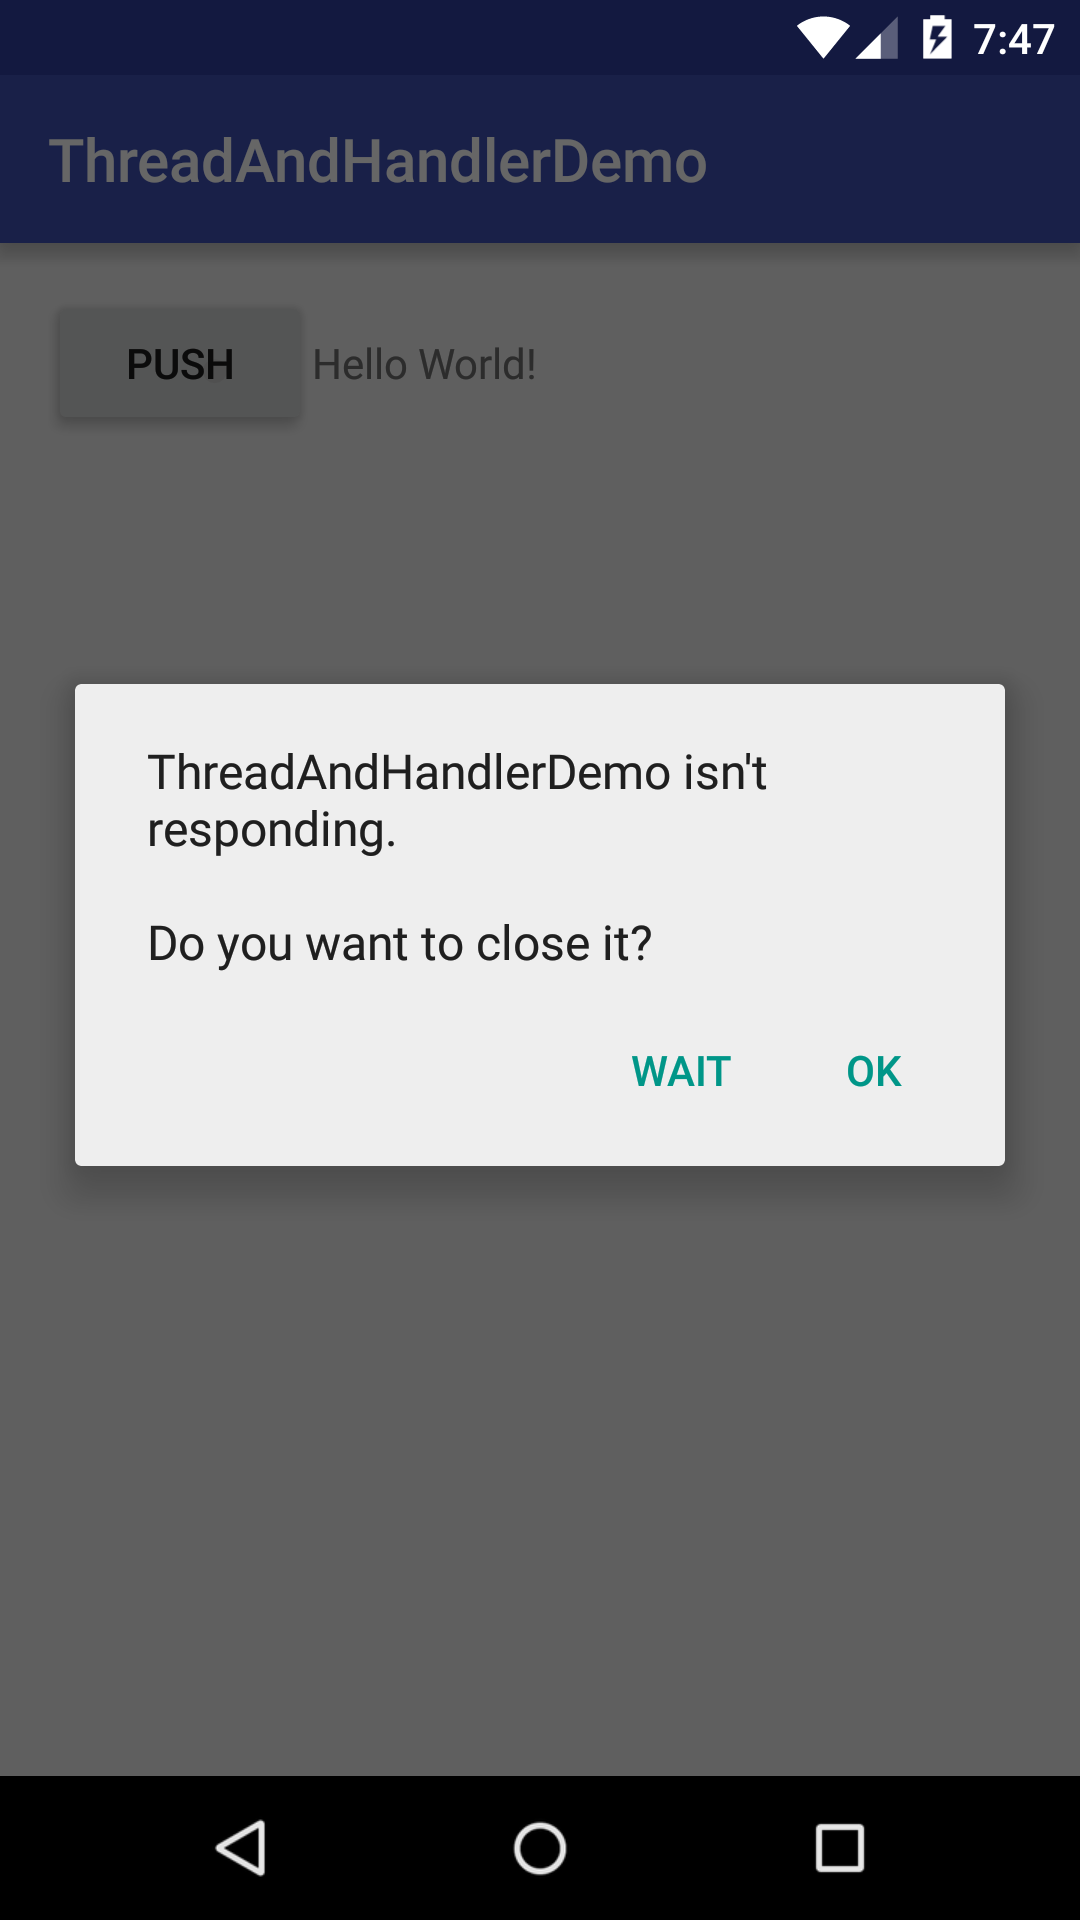 7:47
ThreadAndHandlerDemo
PUSH Hello World!
ThreadAndHandlerDemo isn't
responding.
Do you want to close it?
WAIT OK